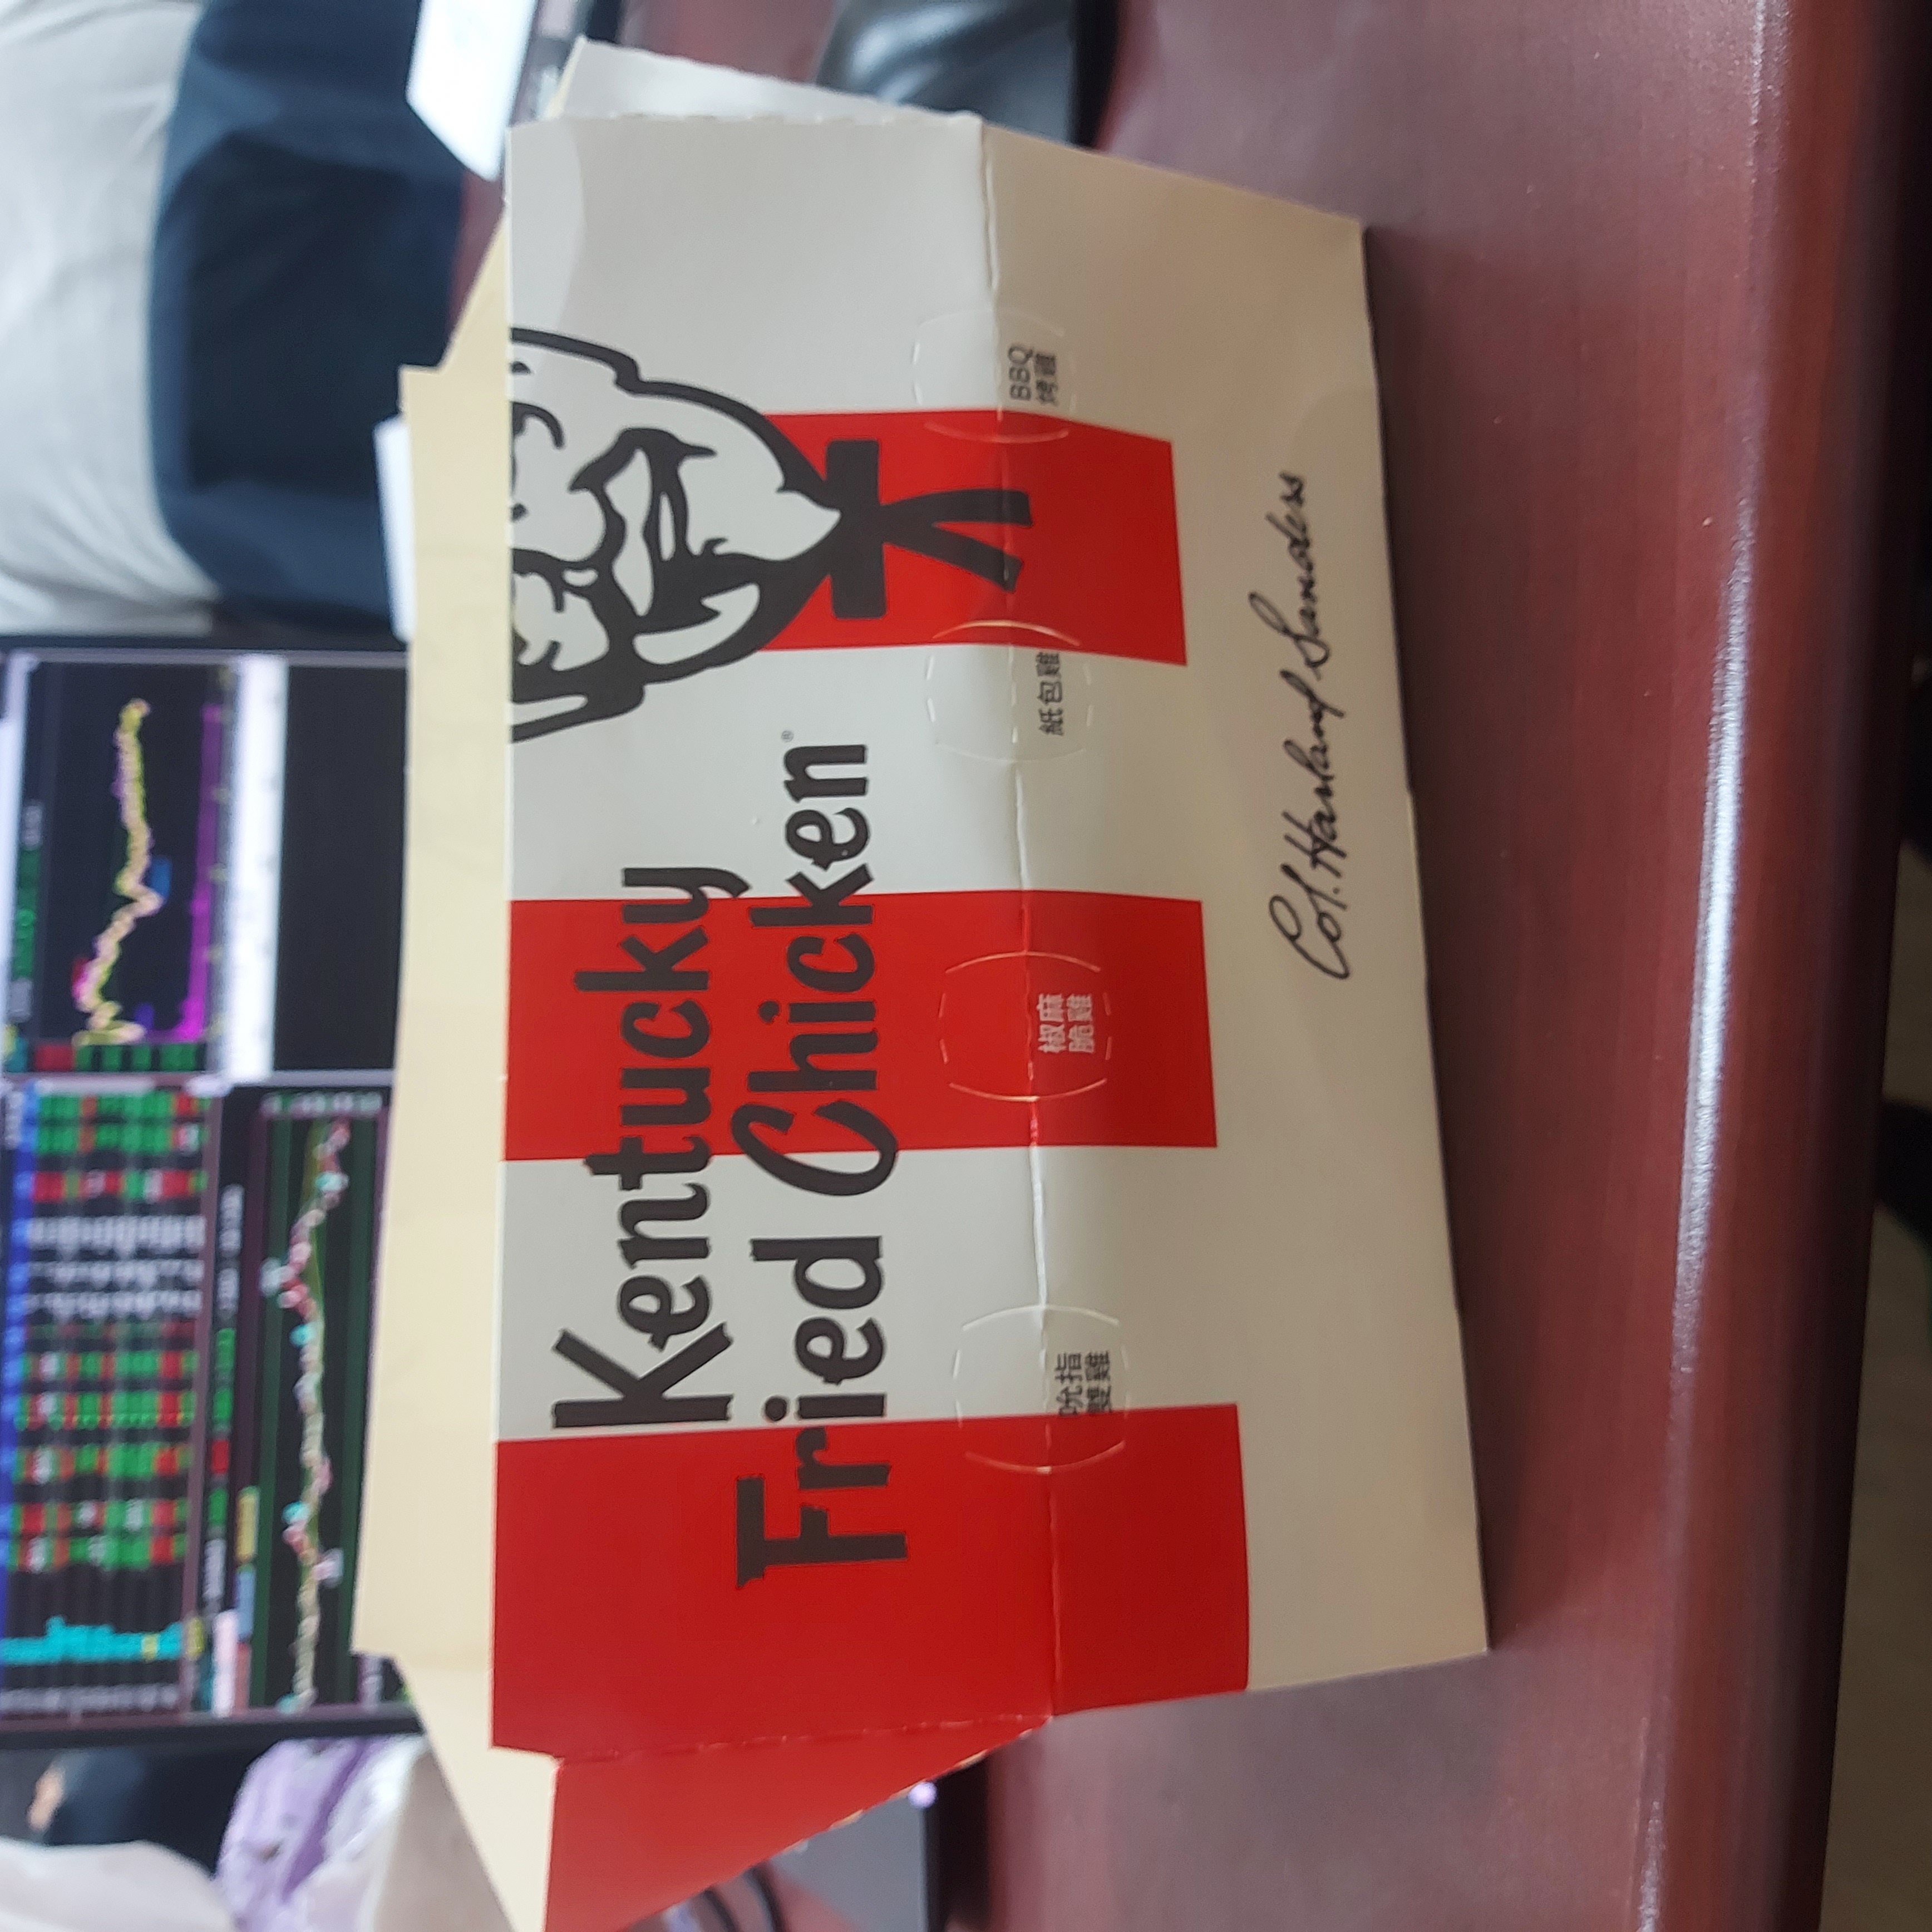 Kentucky
Fried Chicken®
吮指
雙雞
椒麻
脆雞
紙包雞
BBQ
烤雞
Col. Harland Sanders